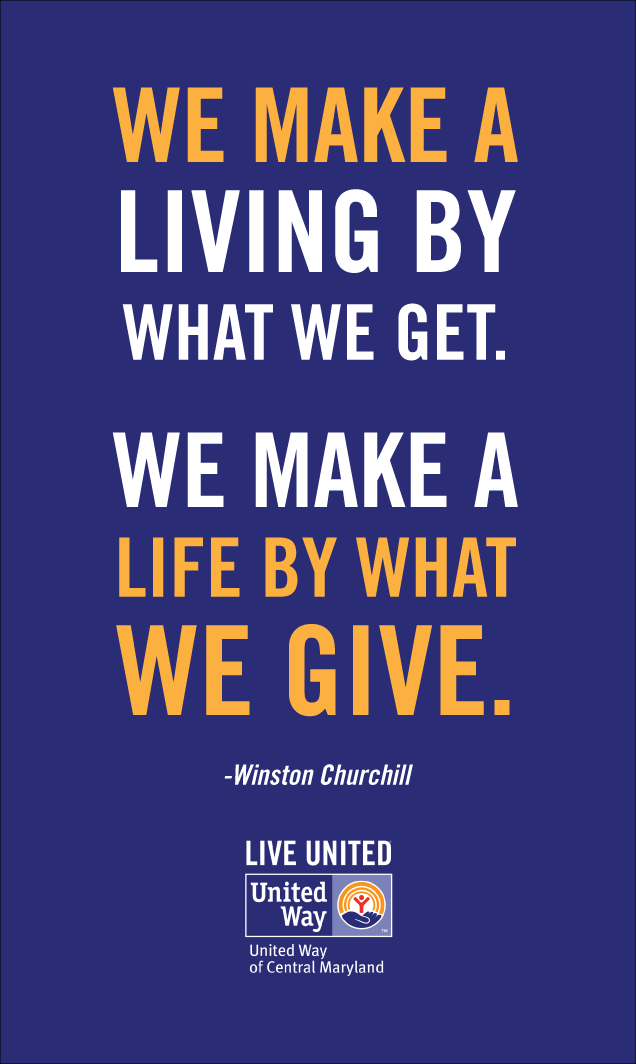 WE MAKE A
LIVING BY
WHAT WE GET.
WE MAKE A
LIFE BY WHAT
WE GIVE.
-Winston Churchill
LIVE UNITED
United
Way
TM
United Way
of Central Maryland